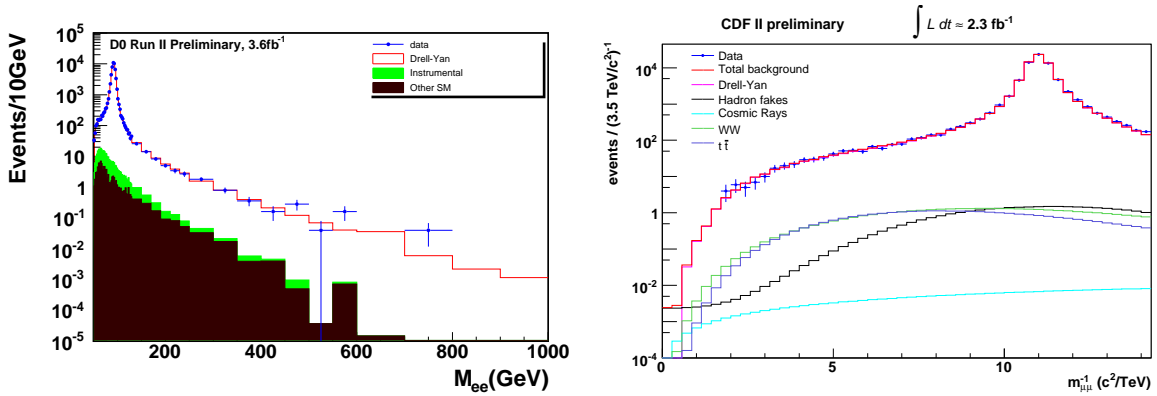 D0 Run II Preliminary, 3.6fb⁻¹
data
Drell-Yan
Instrumental
Other SM
Events/10GeV
10⁵
10⁴
10³
10²
10
1
10⁻¹
10⁻²
10⁻³
10⁻⁴
10⁻⁵
200 400 600 800 1000
M_ee(GeV)
CDF II preliminary ∫ L dt ≃ 2.3 fb⁻¹
Data
Total background
Drell-Yan
Hadron fakes
Cosmic Rays
WW
t t̄
events / (3.5 TeV/c²)⁻¹
10⁴
10²
1
10⁻²
10⁻⁴
0 5 10
m⁻¹_μμ (c²/TeV)